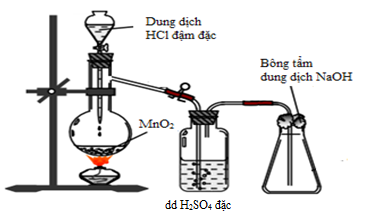 Dung dịch
HCl đậm đặc
Bông tẩm
dung dịch NaOH
MnO₂
dd H₂SO₄ đặc